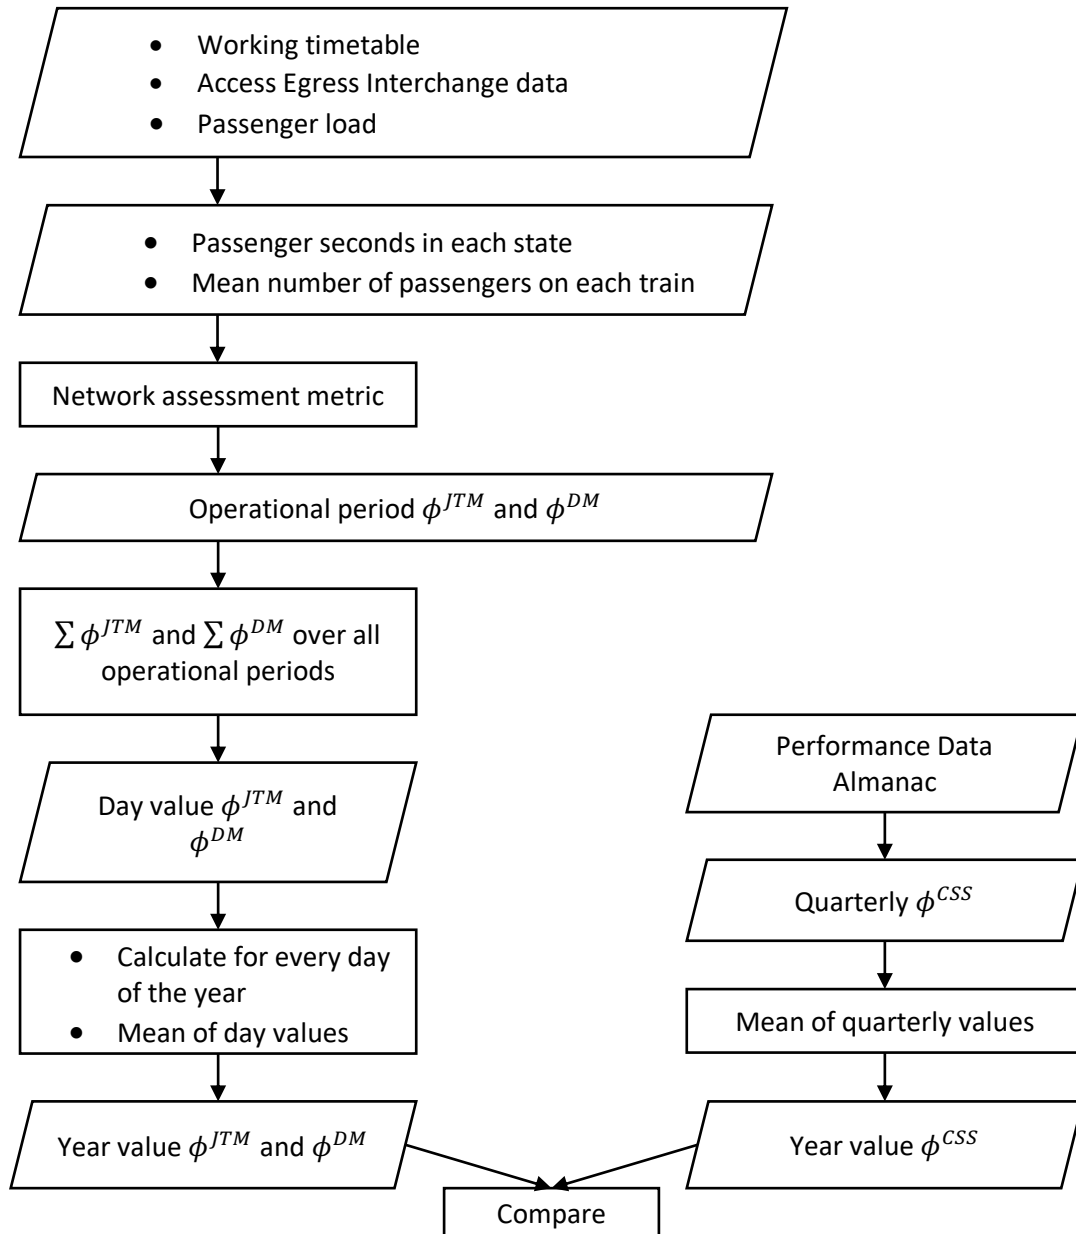 • Working timetable
• Access Egress Interchange data
• Passenger load
• Passenger seconds in each state
• Mean number of passengers on each train
Network assessment metric
Operational period ϕ^{JTM} and ϕ^{DM}
∑ ϕ^{JTM} and ∑ ϕ^{DM} over all
operational periods
Day value ϕ^{JTM} and
ϕ^{DM}
• Calculate for every day
of the year
• Mean of day values
Year value ϕ^{JTM} and ϕ^{DM}
Performance Data
Almanac
Quarterly ϕ^{CSS}
Mean of quarterly values
Year value ϕ^{CSS}
Compare